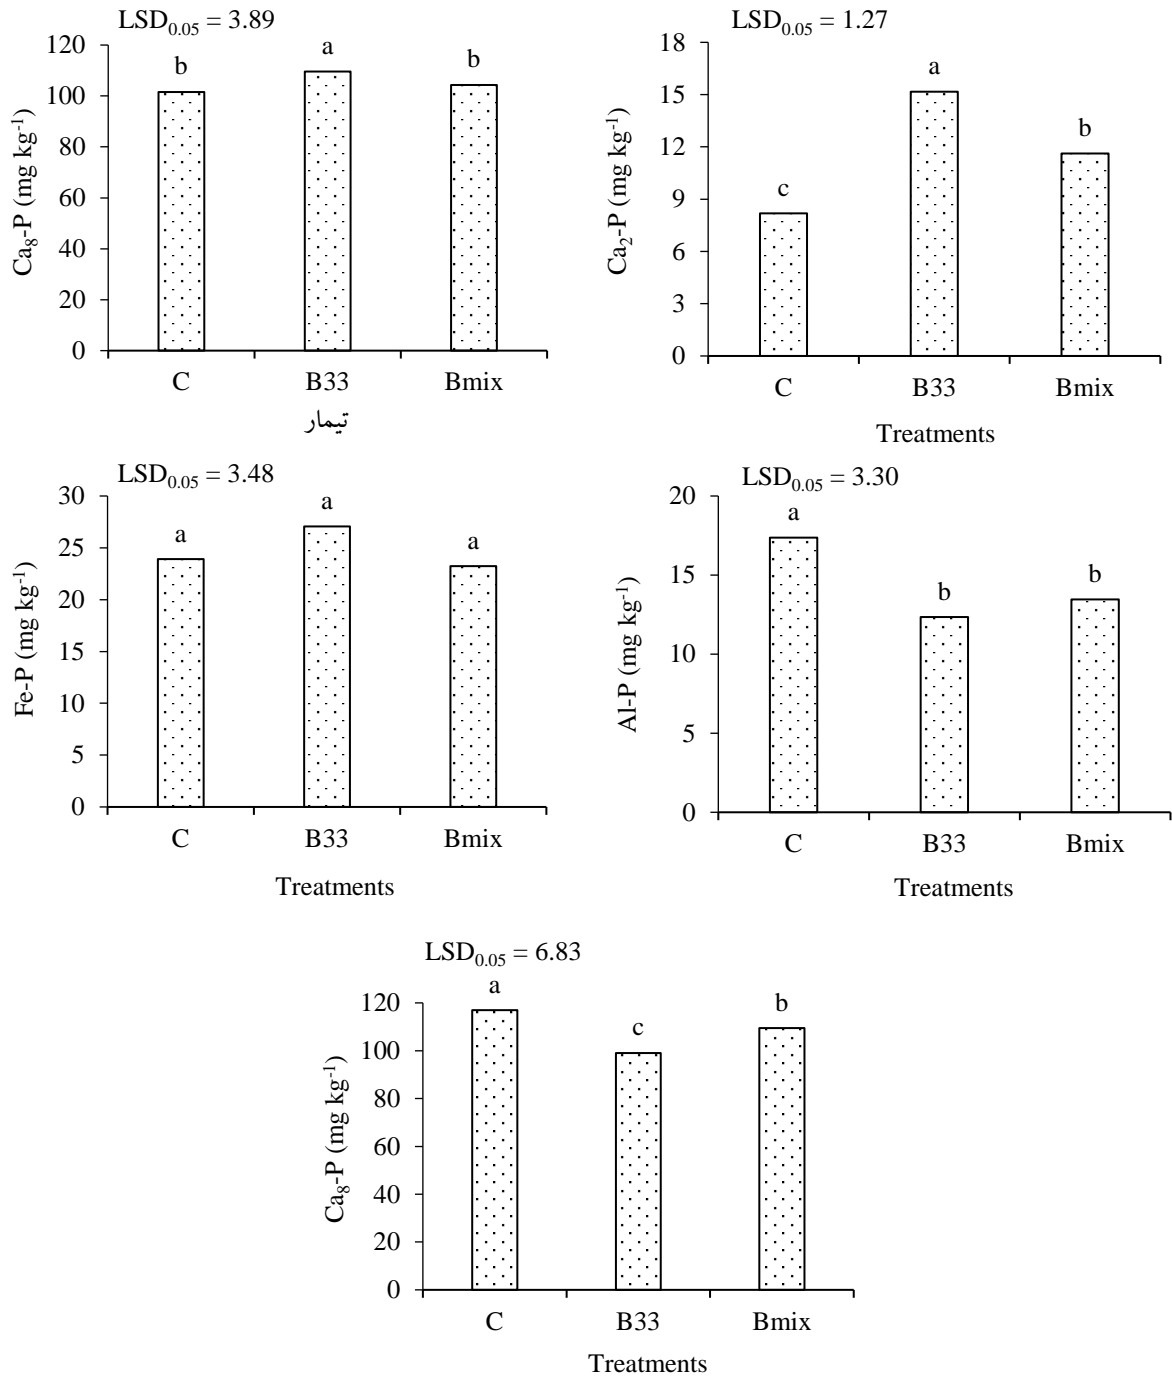 LSD0.05 = 3.89
120
100
80
60
40
20
0
Ca8-P (mg kg-1)
b
a
b
C B33 Bmix
تیمار
LSD0.05 = 1.27
18
15
12
9
6
3
0
Ca2-P (mg kg-1)
c
a
b
C B33 Bmix
Treatments
LSD0.05 = 3.48
30
25
20
15
10
5
0
Fe-P (mg kg-1)
a
a
a
C B33 Bmix
Treatments
LSD0.05 = 3.30
20
15
10
5
0
Al-P (mg kg-1)
a
b
b
C B33 Bmix
Treatments
LSD0.05 = 6.83
120
100
80
60
40
20
0
Ca8-P (mg kg-1)
a
c
b
C B33 Bmix
Treatments